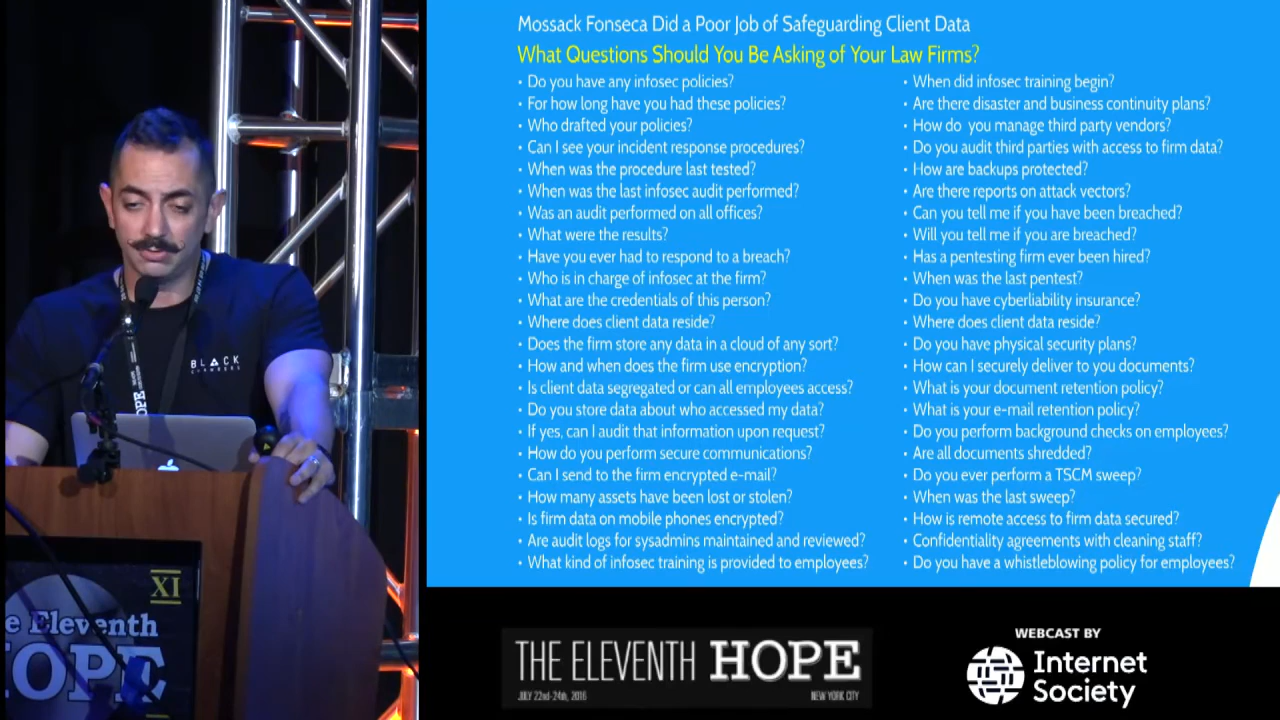 Mossack Fonseca Did a Poor Job of Safeguarding Client Data
What Questions Should You Be Asking of Your Law Firms?
• Do you have any infosec policies?
• For how long have you had these policies?
• Who drafted your policies?
• Can I see your incident response procedures?
• When was the procedure last tested?
• When was the last infosec audit performed?
• Was an audit performed on all offices?
• What were the results?
• Have you ever had to respond to a breach?
• Who is in charge of infosec at the firm?
• What are the credentials of this person?
• Where does client data reside?
• Does the firm store any data in a cloud of any sort?
• How and when does the firm use encryption?
• Is client data segregated or can all employees access?
• Do you store data about who accessed my data?
• If yes, can I audit that information upon request?
• How do you perform secure communications?
• Can I send to the firm encrypted e-mail?
• How many assets have been lost or stolen?
• Is firm data on mobile phones encrypted?
• Are audit logs for sysadmins maintained and reviewed?
• What kind of infosec training is provided to employees?
• When did infosec training begin?
• Are there disaster and business continuity plans?
• How do you manage third party vendors?
• Do you audit third parties with access to firm data?
• How are backups protected?
• Are there reports on attack vectors?
• Can you tell me if you have been breached?
• Will you tell me if you are breached?
• Has a pentesting firm ever been hired?
• When was the last pentest?
• Do you have cyberliability insurance?
• Where does client data reside?
• Do you have physical security plans?
• How can I securely deliver to you documents?
• What is your document retention policy?
• What is your e-mail retention policy?
• Do you perform background checks on employees?
• Are all documents shredded?
• Do you ever perform a TSCM sweep?
• When was the last sweep?
• How is remote access to firm data secured?
• Confidentiality agreements with cleaning staff?
• Do you have a whistleblowing policy for employees?
BLACK
OPE
XI
e Eleventh
HOPE
THE ELEVENTH HOPE
JULY 22nd-24th, 2016
NEW YORK CITY
WEBCAST BY
Internet
Society